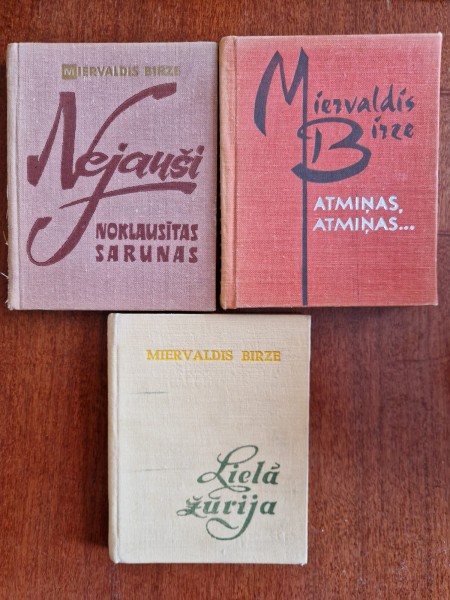 MIERVALDIS BIRZE
Nejauši
NOKLAUSĪTAS
SARUNAS
Miervaldis
Birze
ATMIŅAS,
ATMIŅAS...
MIERVALDIS BIRZE
Lielā
žūrija